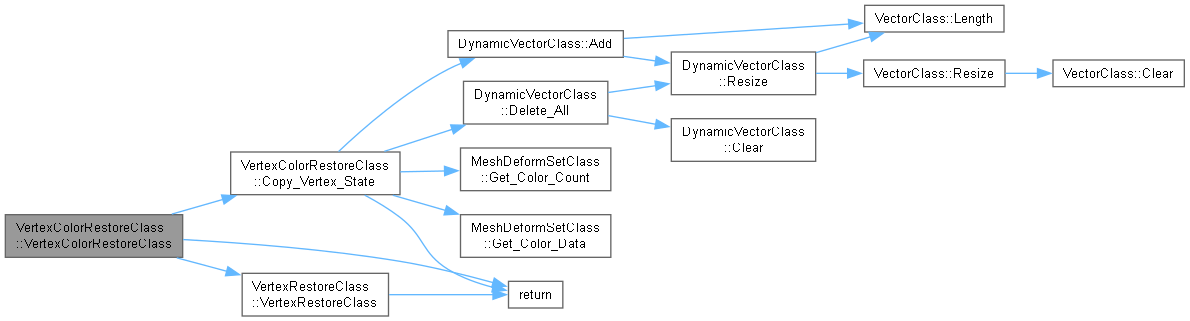 VertexColorRestoreClass
::VertexColorRestoreClass
VertexColorRestoreClass
::Copy_Vertex_State
VertexRestoreClass
::VertexRestoreClass
DynamicVectorClass::Add
DynamicVectorClass
::Delete_All
MeshDeformSetClass
::Get_Color_Count
MeshDeformSetClass
::Get_Color_Data
return
DynamicVectorClass
::Resize
DynamicVectorClass
::Clear
VectorClass::Length
VectorClass::Resize
VectorClass::Clear